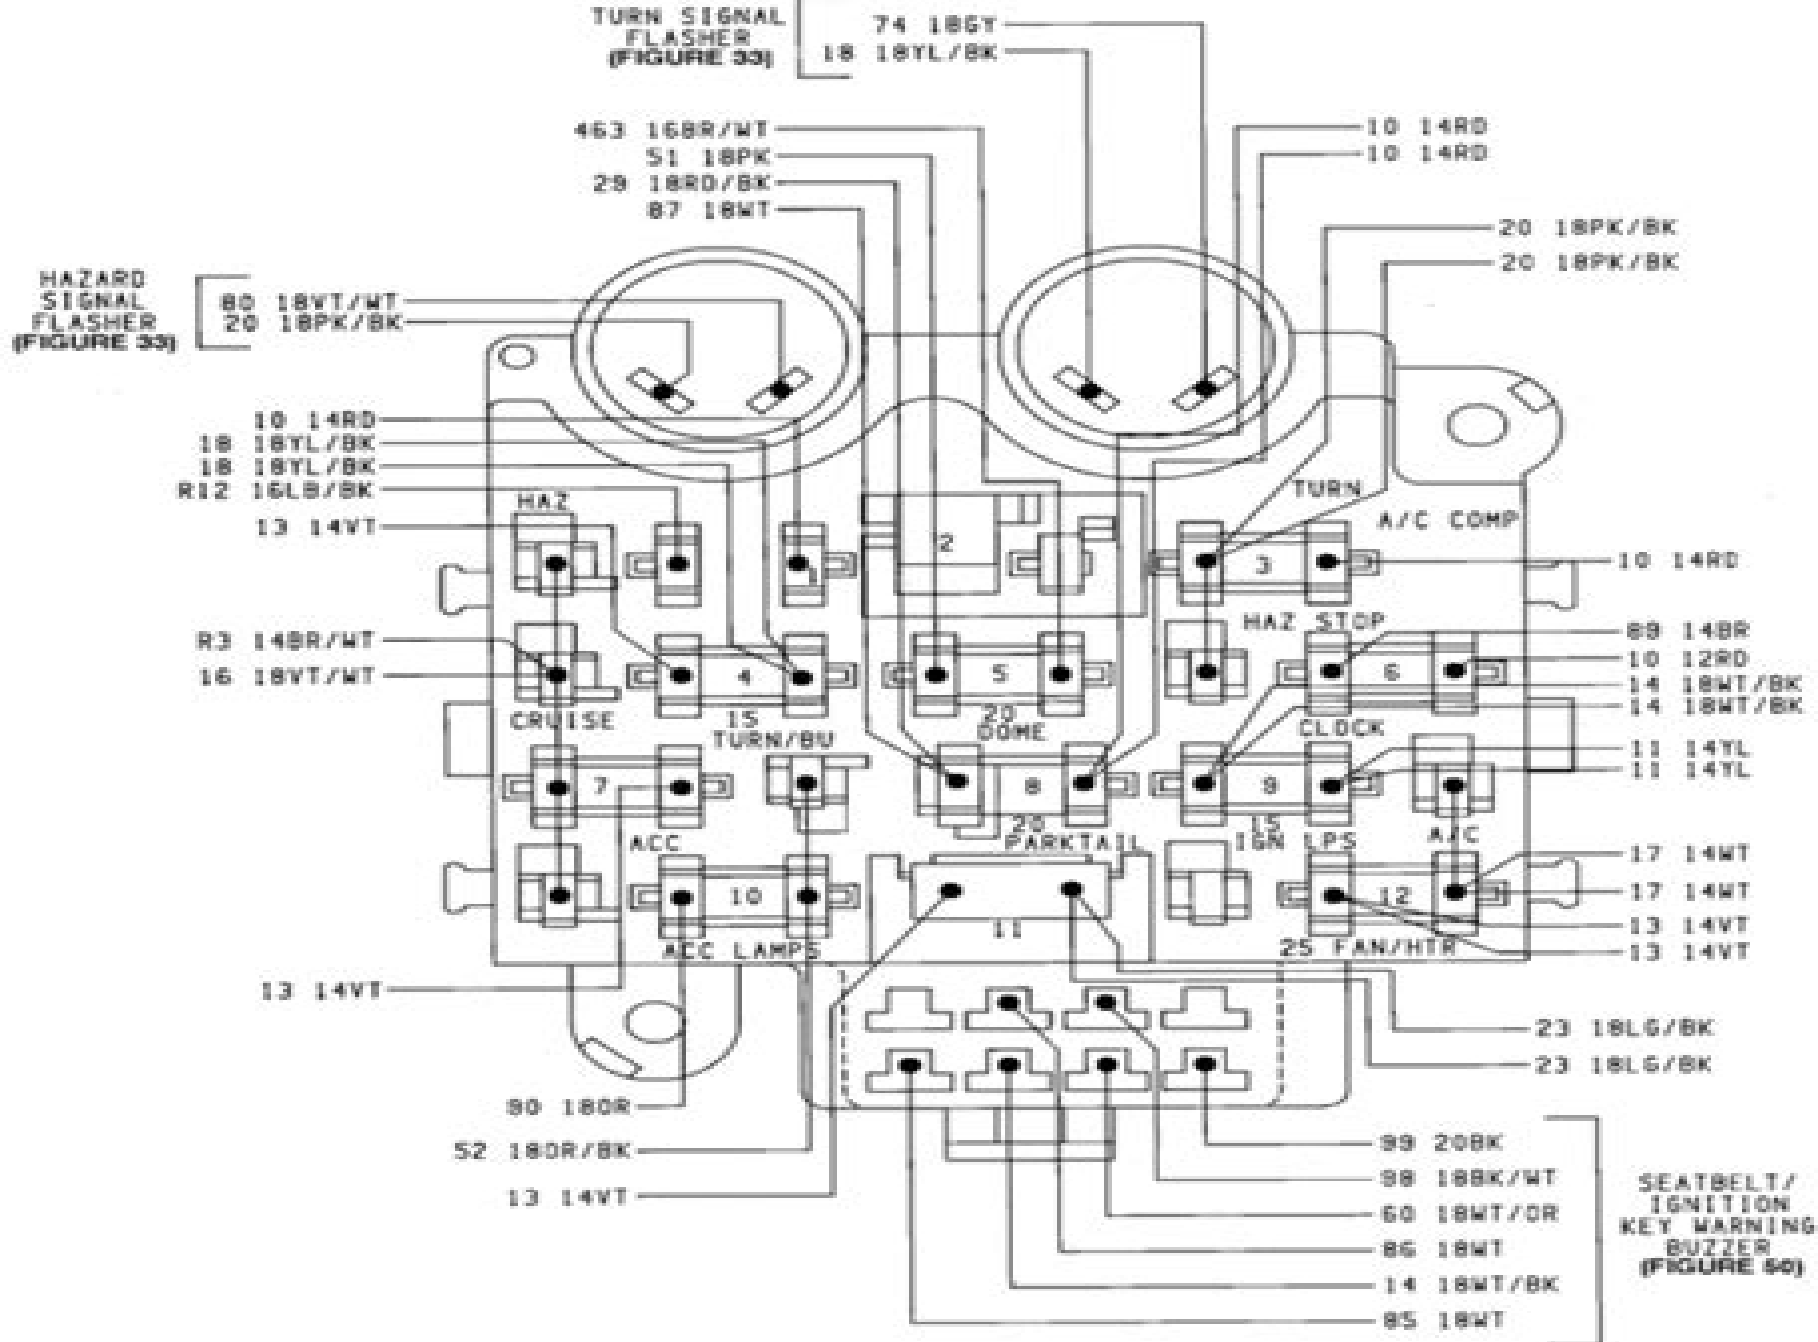 TURN SIGNAL
FLASHER
(FIGURE 33)
74 18GY
18 18YL/BK
463 16BR/WT
51 18PK
29 18RD/BK
87 18WT
10 14RD
10 14RD
20 18PK/BK
20 18PK/BK
HAZARD
SIGNAL
FLASHER
(FIGURE 33)
80 18VT/WT
20 18PK/BK
10 14RD
18 18YL/BK
18 18YL/BK
R12 16LB/BK
13 14VT
HAZ
TURN
A/C COMP
1
2
3
10 14RD
HAZ STOP
R3 14BR/WT
16 18VT/WT
4
5
6
89 14BR
10 12RD
14 18WT/BK
14 18WT/BK
CRUISE
15
TURN/BU
20
DOME
CLOCK
11 14YL
11 14YL
7
8
9
ACC
20
PARKTAIL
15
IGN LPS
A/C
17 14WT
17 14WT
13 14VT
13 14VT
10
11
12
ACC LAMPS
25 FAN/HTR
13 14VT
23 18LG/BK
23 18LG/BK
90 18OR
52 18OR/BK
13 14VT
99 20BK
98 18BK/WT
60 18WT/OR
86 18WT
14 18WT/BK
85 18WT
SEATBELT/
IGNITION
KEY WARNING
BUZZER
(FIGURE 50)